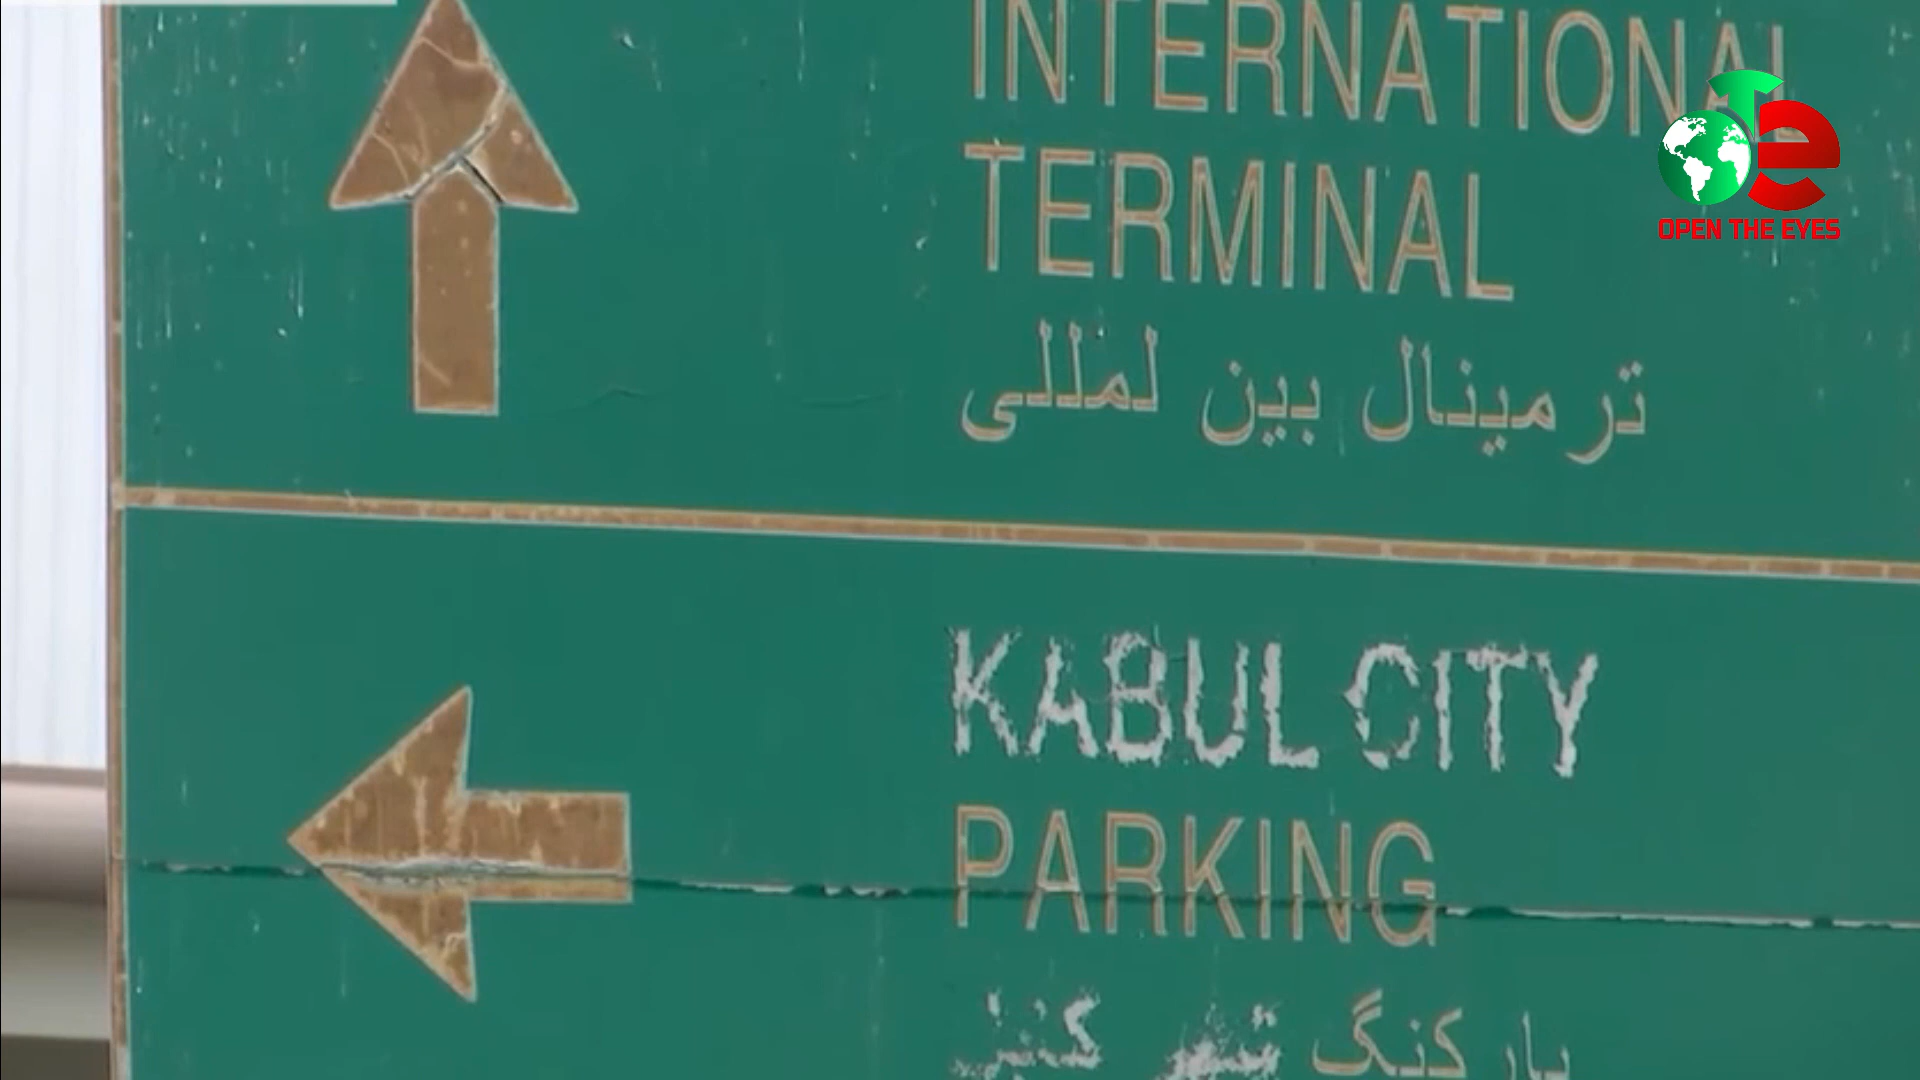 INTERNATIONAL
TERMINAL
ترمینال بین لمللی
KABUL CITY
PARKING
پارکنگ
OPEN THE EYES